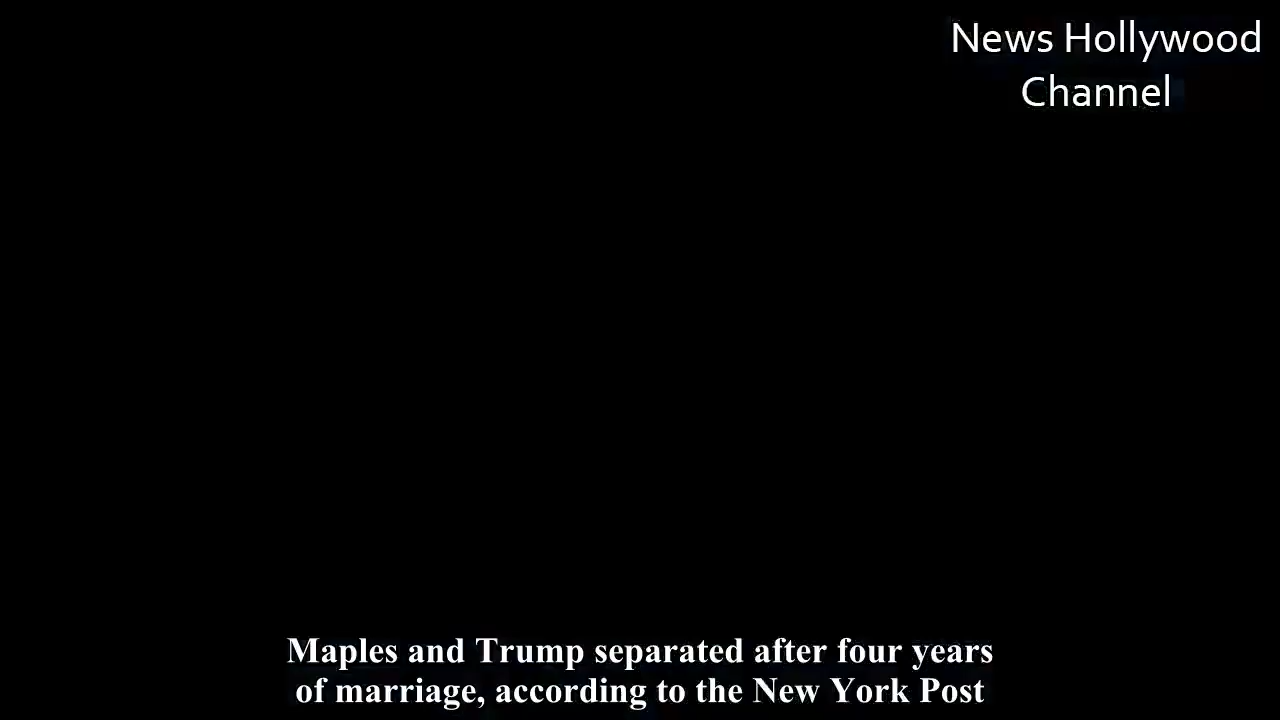 News Hollywood
Channel
Maples and Trump separated after four years
of marriage, according to the New York Post